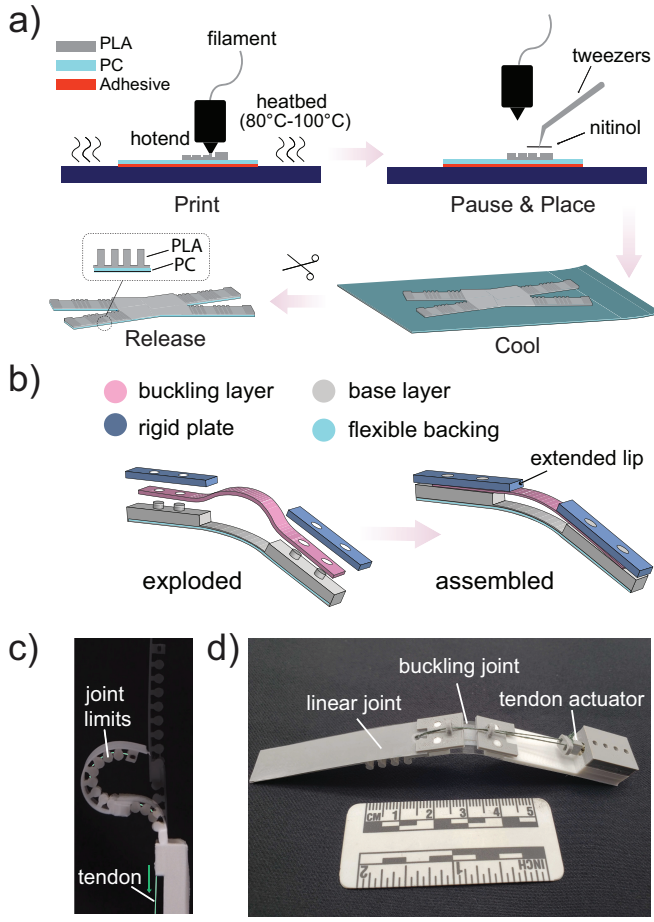 a)
PLA
PC
Adhesive
filament
hotend
heatbed
(80°C-100°C)
Print
tweezers
nitinol
Pause & Place
PLA
PC
Release
Cool
b)
buckling layer
base layer
rigid plate
flexible backing
exploded
extended lip
assembled
c)
joint
limits
tendon
d)
buckling joint
linear joint
tendon actuator
CM 1 2 3 4 5
2 1 INCH